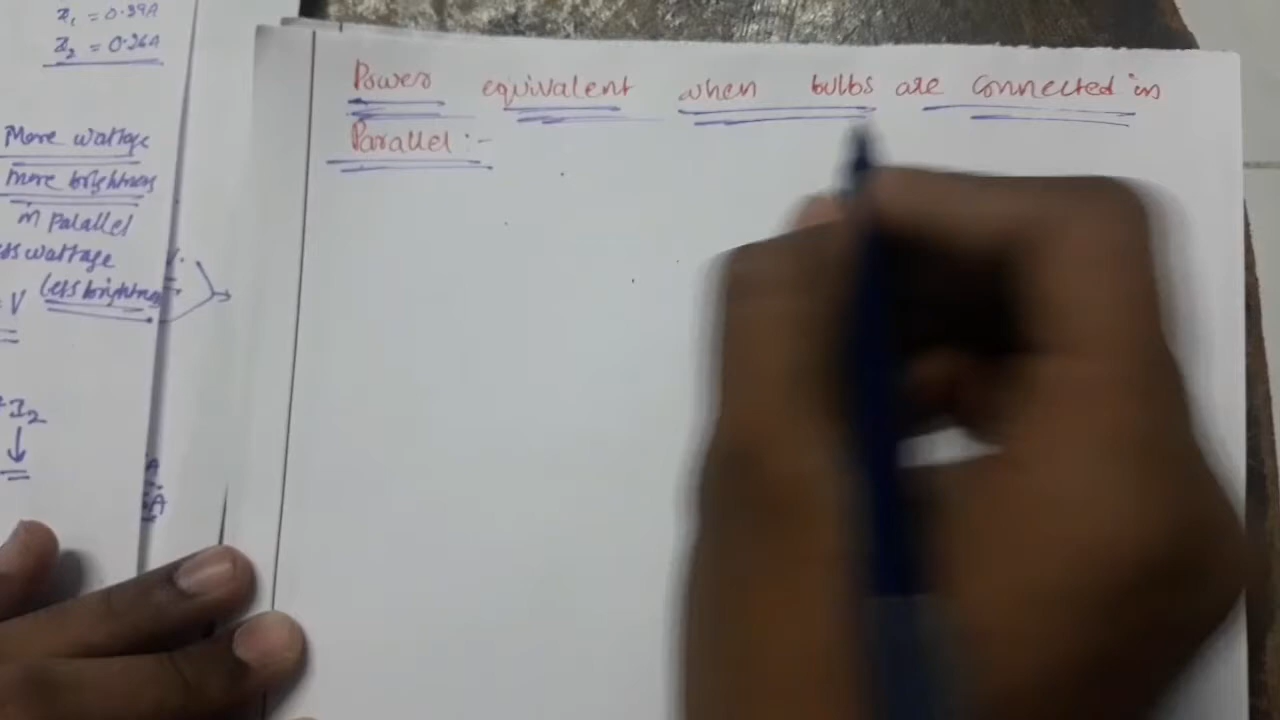 I₁ = 0.39A
I₂ = 0.26A
More wattage
more brightness
in parallel
wattage
less brightness
V
I₂
A
Power equivalent when bulbs are connected in
Parallel :-